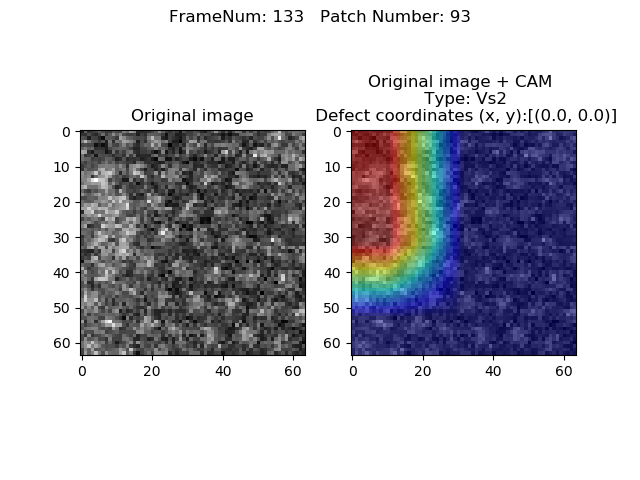 FrameNum: 133   Patch Number: 93
Original image
Original image + CAM
Type: Vs2
Defect coordinates (x, y):[(0.0, 0.0)]
0
10
20
30
40
50
60
0 20 40 60
0
10
20
30
40
50
60
0 20 40 60